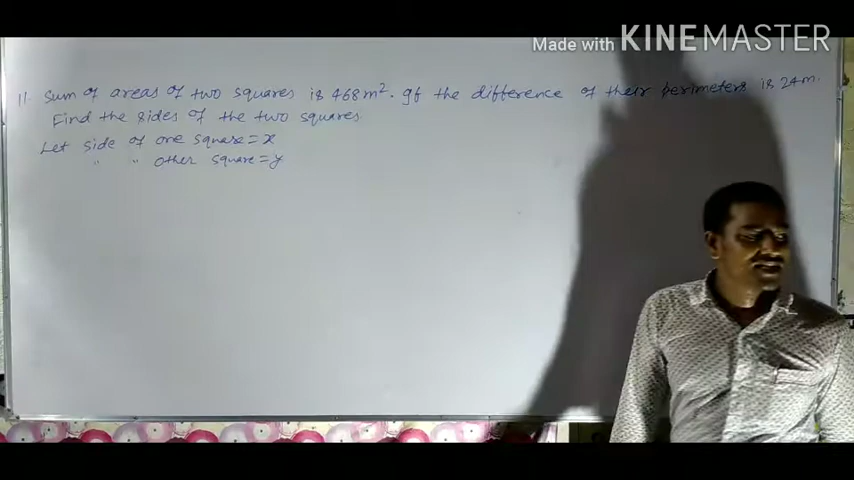 Made with KINEMASTER
11. Sum of areas of two squares is 468m². If the difference of their perimeters is 24m.
Find the sides of the two squares
Let side of one square = x
" " other square = y